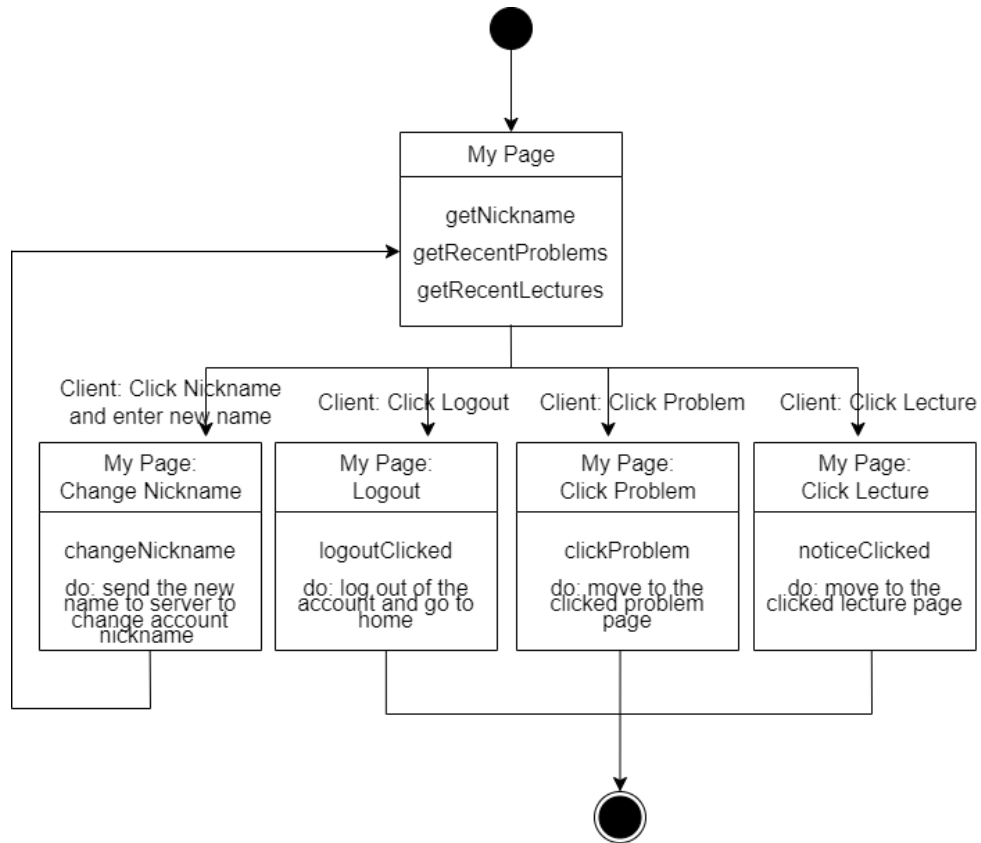 My Page
getNickname
getRecentProblems
getRecentLectures
Client: Click Nickname
and enter new name
Client: Click Logout
Client: Click Problem
Client: Click Lecture
My Page:
Change Nickname
changeNickname
do: send the new
name to server to
change account
nickname
My Page:
Logout
logoutClicked
do: log out of the
account and go to
home
My Page:
Click Problem
clickProblem
do: move to the
clicked problem
page
My Page:
Click Lecture
noticeClicked
do: move to the
clicked lecture page